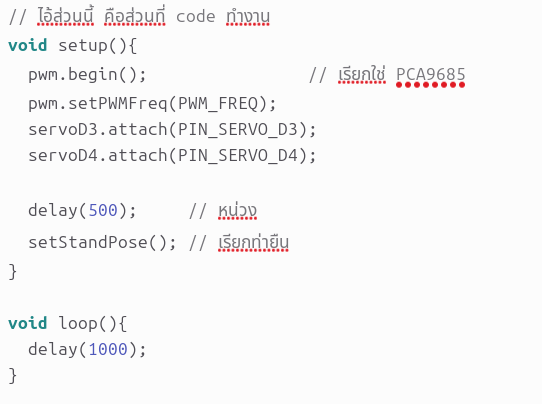 // ไอ้ส่วนนี้ คือส่วนที่ code ทำงาน
void setup(){
  pwm.begin();                // เรียกใช่ PCA9685
  pwm.setPWMFreq(PWM_FREQ);
  servoD3.attach(PIN_SERVO_D3);
  servoD4.attach(PIN_SERVO_D4);

  delay(500);     // หน่วง
  setStandPose(); // เรียกท่ายืน
}

void loop(){
  delay(1000);
}